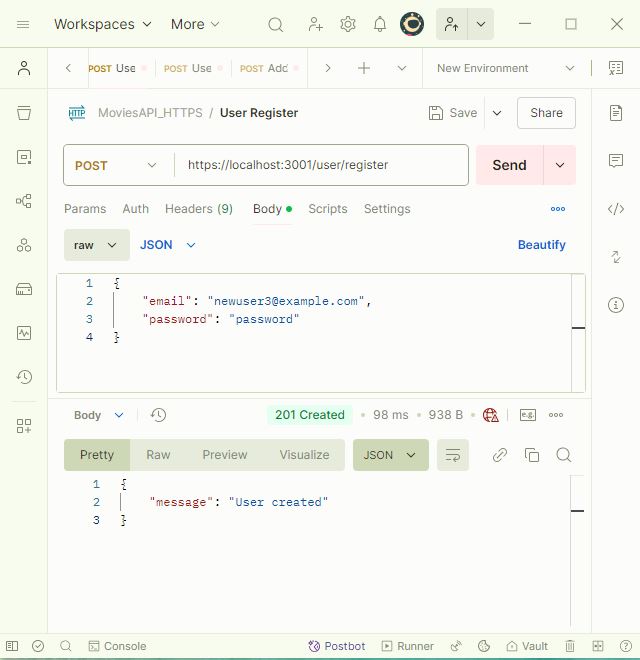 Workspaces More
POST Use POST Use POST Add New Environment
HTTP MoviesAPI_HTTPS / User Register Save Share
POST https://localhost:3001/user/register Send
Params Auth Headers (9) Body Scripts Settings
raw JSON Beautify
1 {
2 "email": "newuser3@example.com",
3 "password": "password"
4 }
Body 201 Created • 98 ms • 938 B • e.g.
Pretty Raw Preview Visualize JSON
1 {
2 "message": "User created"
3 }
Console Postbot Runner Vault